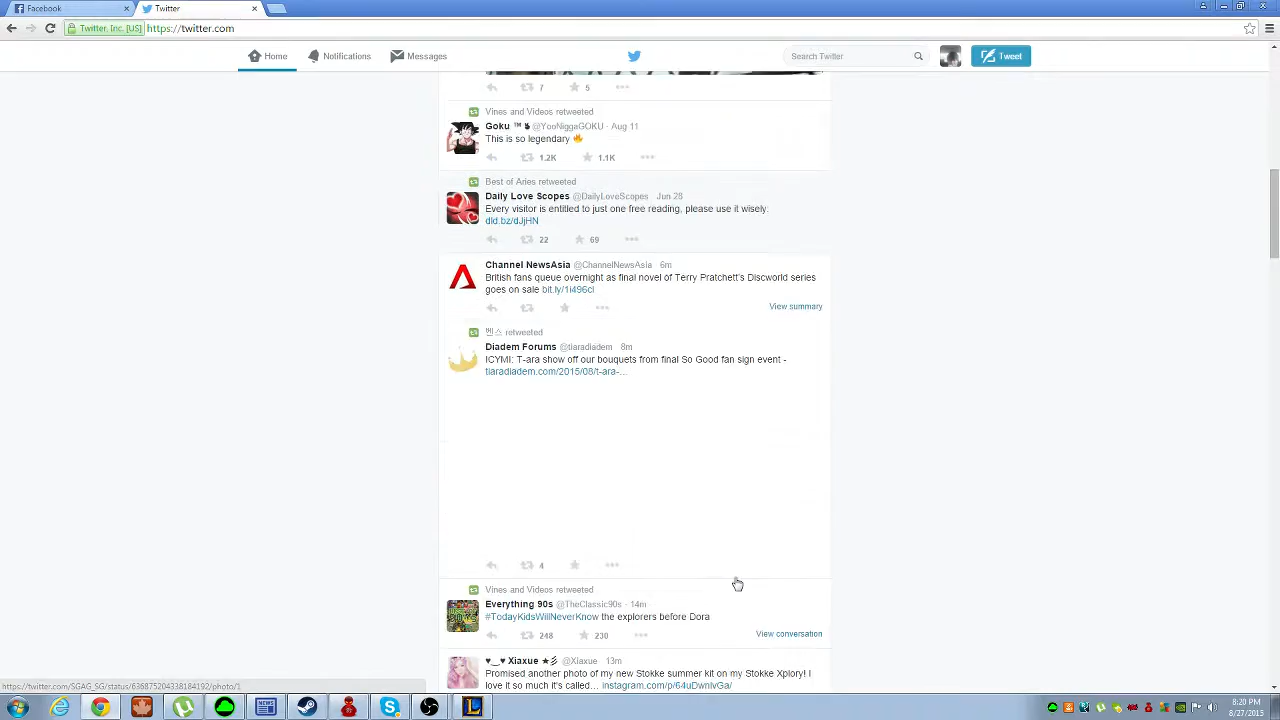 Facebook
Twitter
Twitter, Inc. [US]
https://twitter.com
Home
Notifications
Messages
Search Twitter
Tweet
7
5
Vines and Videos retweeted
Goku ™ @YooNiggaGOKU · Aug 11
This is so legendary 🔥
1.2K
1.1K
Best of Aries retweeted
Daily Love Scopes @DailyLoveScopes Jun 28
Every visitor is entitled to just one free reading, please use it wisely:
dld.bz/dJjHN
22
69
Channel NewsAsia @ChannelNewsAsia 6m
British fans queue overnight as final novel of Terry Pratchett's Discworld series
goes on sale bit.ly/1i496cI
View summary
벤스 retweeted
Diadem Forums @tiaradiadem 8m
ICYMI: T-ara show off our bouquets from final So Good fan sign event -
tiaradiadem.com/2015/08/t-ara-...
4
Vines and Videos retweeted
Everything 90s @TheClassic90s · 14m
#TodayKidsWillNeverKnow the explorers before Dora
248
230
View conversation
♥‿♥ Xiaxue ★彡 @Xiaxue 13m
Promised another photo of my new Stokke summer kit on my Stokke Xplory! I
love it so much it's called... instagram.com/p/64uDwnIvGa/
twitter.com/SGAG_SG/status/636875204338184192/photo/1
NEWS
8:20 PM
8/27/2015